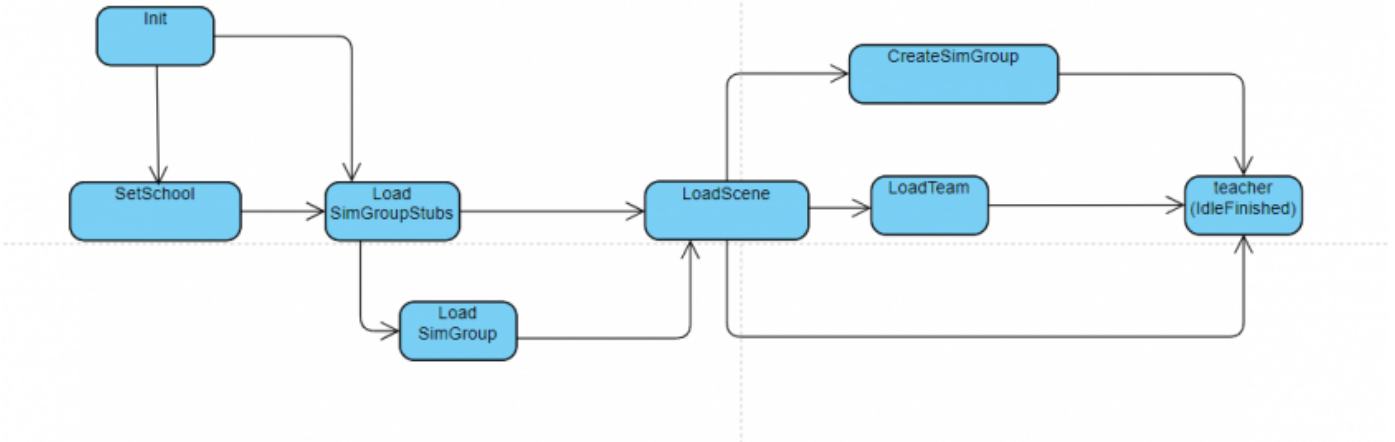 Init
CreateSimGroup
SetSchool
Load
SimGroupStubs
LoadScene
LoadTeam
teacher
(IdleFinished)
Load
SimGroup